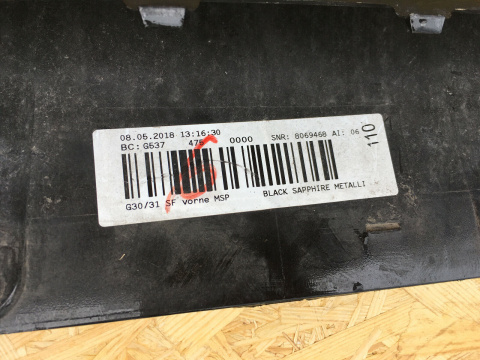 08.05.2018 13:16:30
BC: G537 475 0000 SNR: 8069468 AI: 06
110
G30/31 SF vorne MSP BLACK SAPPHIRE METALLI